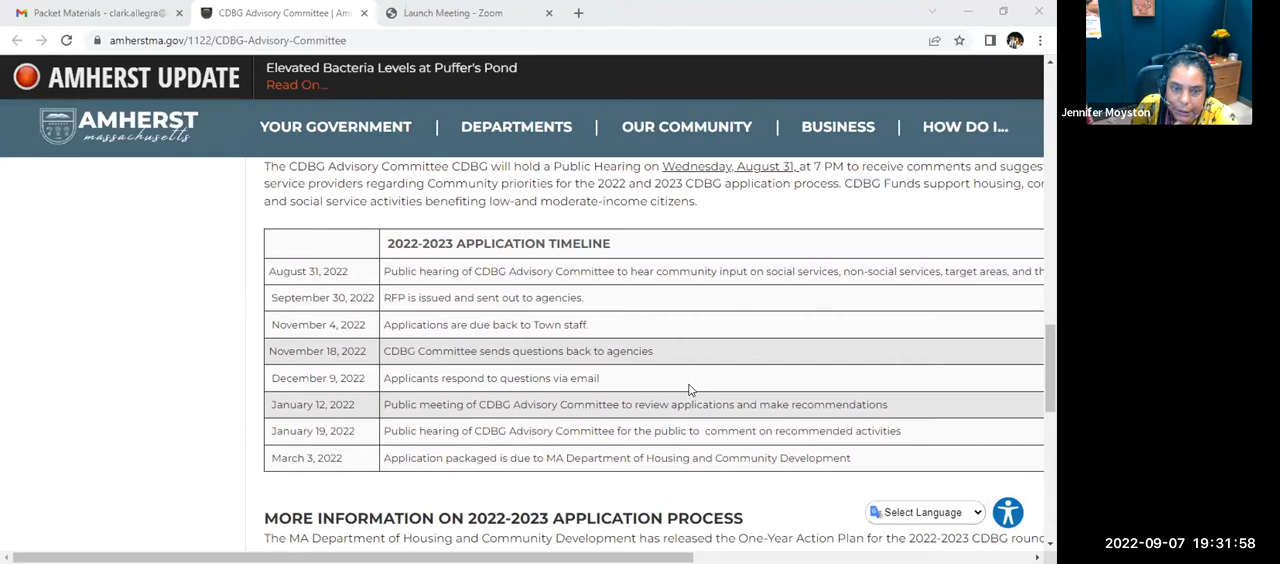 Packet Materials - clark.allegra@
CDBG Advisory Committee | Am
Launch Meeting - Zoom
amherstma.gov/1122/CDBG-Advisory-Committee
AMHERST UPDATE
Elevated Bacteria Levels at Puffer's Pond
Read On...
AMHERST
massachusetts
YOUR GOVERNMENT | DEPARTMENTS | OUR COMMUNITY | BUSINESS | HOW DO I...
Jennifer Moyston
The CDBG Advisory Committee CDBG will hold a Public Hearing on Wednesday, August 31, at 7 PM to receive comments and sugges
service providers regarding Community priorities for the 2022 and 2023 CDBG application process. CDBG Funds support housing, co
and social service activities benefiting low-and moderate-income citizens.
2022-2023 APPLICATION TIMELINE
August 31, 2022 Public hearing of CDBG Advisory Committee to hear community input on social services, non-social services, target areas, and th
September 30, 2022 RFP is issued and sent out to agencies.
November 4, 2022 Applications are due back to Town staff.
November 18, 2022 CDBG Committee sends questions back to agencies
December 9, 2022 Applicants respond to questions via email
January 12, 2022 Public meeting of CDBG Advisory Committee to review applications and make recommendations
January 19, 2022 Public hearing of CDBG Advisory Committee for the public to comment on recommended activities
March 3, 2022 Application packaged is due to MA Department of Housing and Community Development
Select Language
MORE INFORMATION ON 2022-2023 APPLICATION PROCESS
The MA Department of Housing and Community Development has released the One-Year Action Plan for the 2022-2023 CDBG roun
2022-09-07 19:31:58